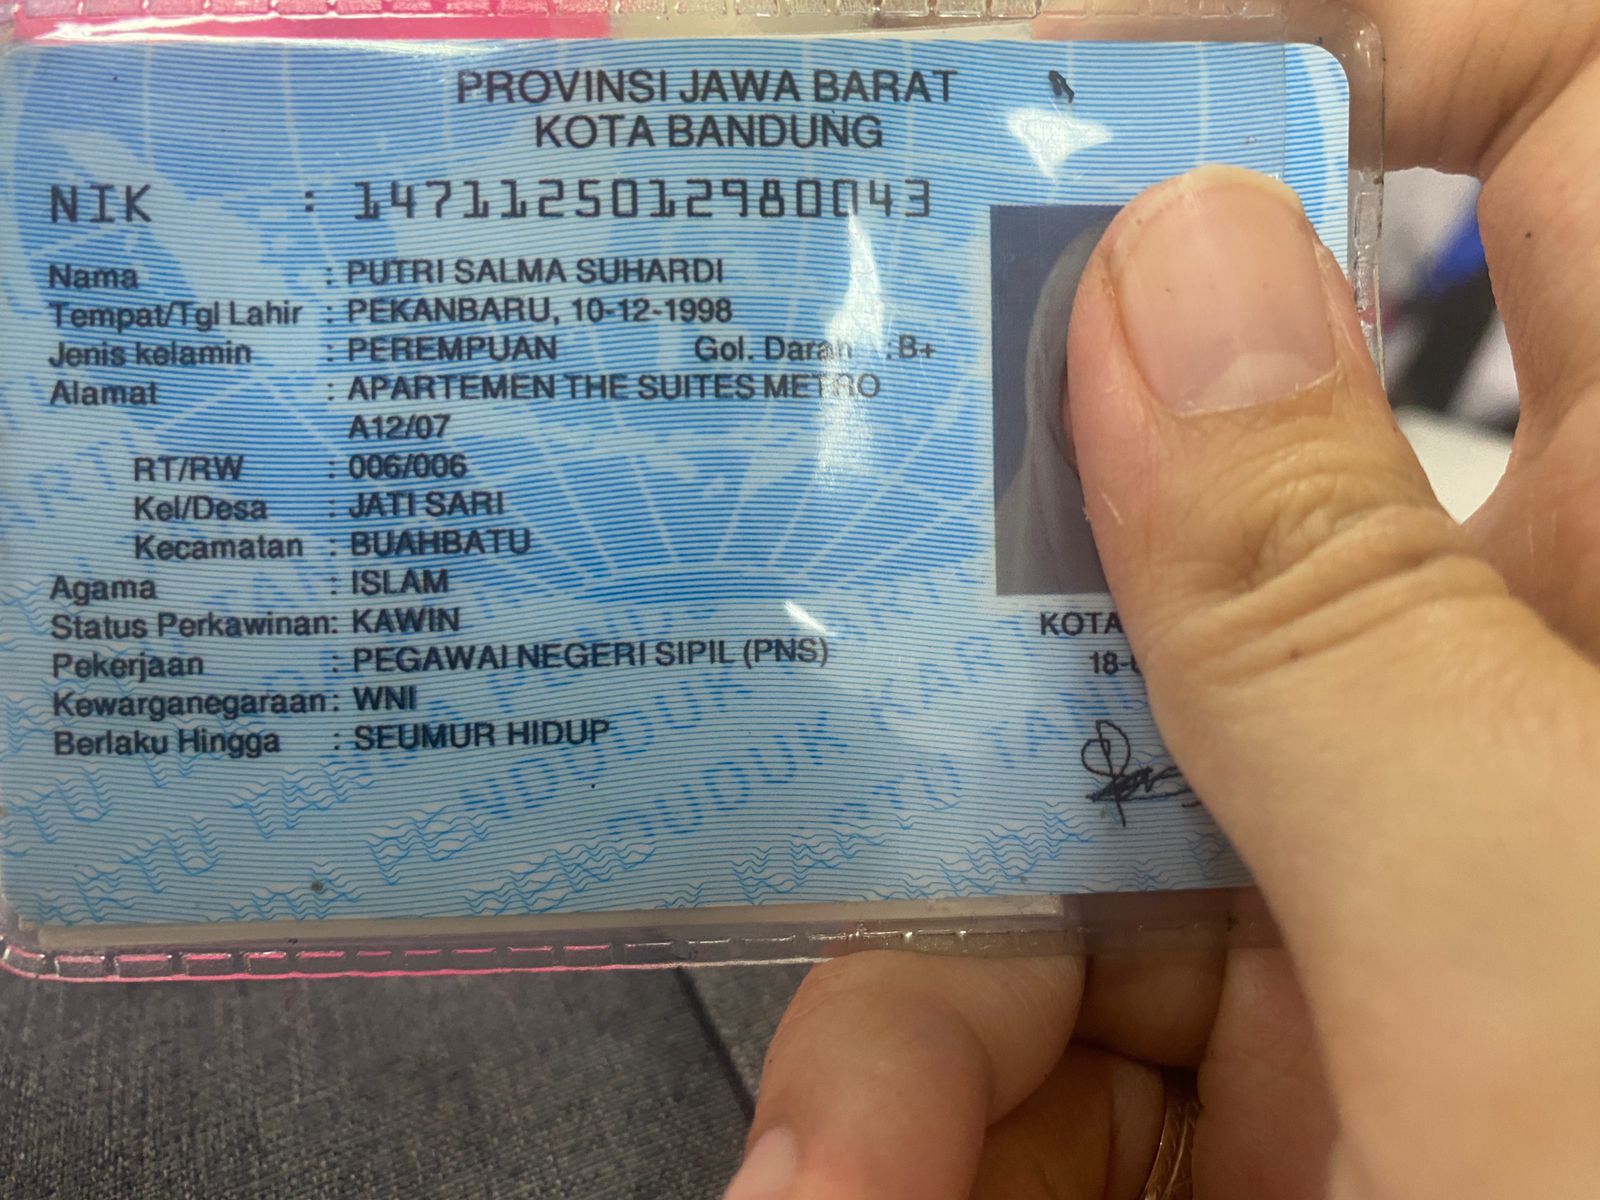 PROVINSI JAWA BARAT
KOTA BANDUNG
NIK : 1471125012980043
Nama : PUTRI SALMA SUHARDI
Tempat/Tgl Lahir : PEKANBARU, 10-12-1998
Jenis kelamin : PEREMPUAN Gol. Darah : B+
Alamat : APARTEMEN THE SUITES METRO
A12/07
RT/RW : 006/006
Kel/Desa : JATI SARI
Kecamatan : BUAHBATU
Agama : ISLAM
Status Perkawinan: KAWIN
Pekerjaan : PEGAWAI NEGERI SIPIL (PNS)
Kewarganegaraan: WNI
Berlaku Hingga : SEUMUR HIDUP
KOTA
18-